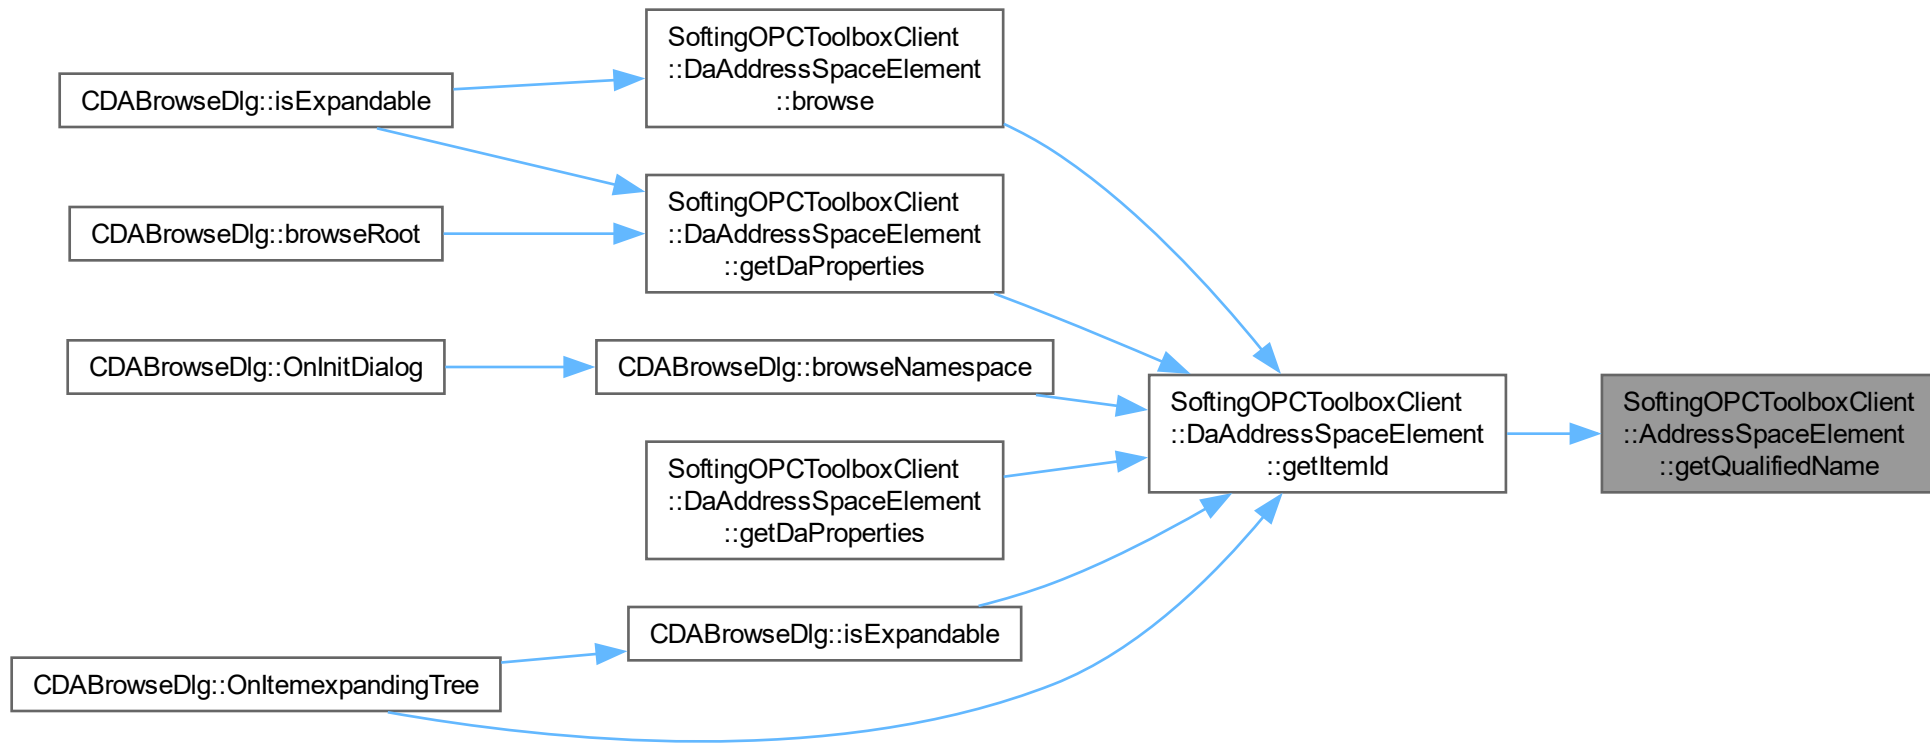 SoftingOPCToolboxClient
::DaAddressSpaceElement
::browse
CDABrowseDlg::isExpandable
SoftingOPCToolboxClient
::DaAddressSpaceElement
::getDaProperties
CDABrowseDlg::browseRoot
CDABrowseDlg::OnInitDialog
CDABrowseDlg::browseNamespace
SoftingOPCToolboxClient
::DaAddressSpaceElement
::getItemId
SoftingOPCToolboxClient
::AddressSpaceElement
::getQualifiedName
SoftingOPCToolboxClient
::DaAddressSpaceElement
::getDaProperties
CDABrowseDlg::isExpandable
CDABrowseDlg::OnItemexpandingTree